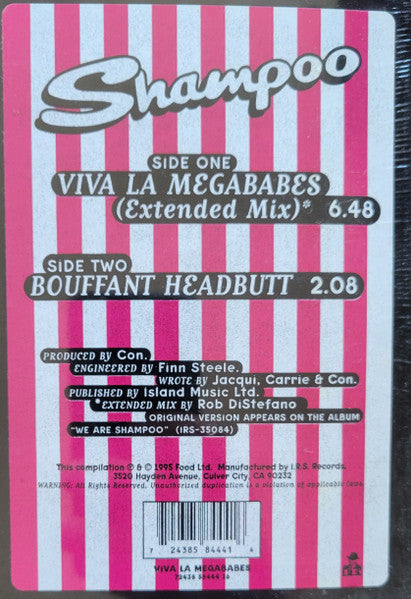 Shampoo
SIDE ONE
VIVA LA MEGABABES
(Extended Mix)* 6.48
SIDE TWO
BOUFFANT HEADBUTT 2.08
PRODUCED BY Con.
ENGINEERED BY Finn Steele.
WROTE BY Jacqui, Carrie & Con.
PUBLISHED BY Island Music Ltd.
*EXTENDED MIX BY Rob DiStefano
ORIGINAL VERSION APPEARS ON THE ALBUM
"WE ARE SHAMPOO" (IRS-35084)
This compilation ℗ & © 1995 Food Ltd. Manufactured by I.R.S. Records,
3520 Hayden Avenue, Culver City, CA 90232
WARNING: All Rights Reserved. Unauthorized duplication is a violation of applicable laws.
7 24385 84441 6
VIVA LA MEGABABES